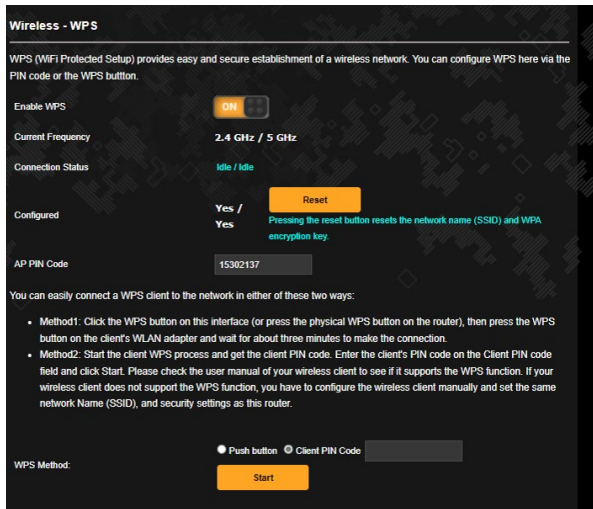 Wireless - WPS
WPS (WiFi Protected Setup) provides easy and secure establishment of a wireless network. You can configure WPS here via the
PIN code or the WPS buttton.
Enable WPS
ON
Current Frequency
2.4 GHz / 5 GHz
Connection Status
Idle / Idle
Configured
Yes /
Yes
Reset
Pressing the reset button resets the network name (SSID) and WPA
encryption key.
AP PIN Code
15302137
You can easily connect a WPS client to the network in either of these two ways:
• Method1: Click the WPS button on this interface (or press the physical WPS button on the router), then press the WPS
button on the client's WLAN adapter and wait for about three minutes to make the connection.
• Method2: Start the client WPS process and get the client PIN code. Enter the client's PIN code on the Client PIN code
field and click Start. Please check the user manual of your wireless client to see if it supports the WPS function. If your
wireless client does not support the WPS function, you have to configure the wireless client manually and set the same
network Name (SSID), and security settings as this router.
WPS Method:
Push button Client PIN Code
Start